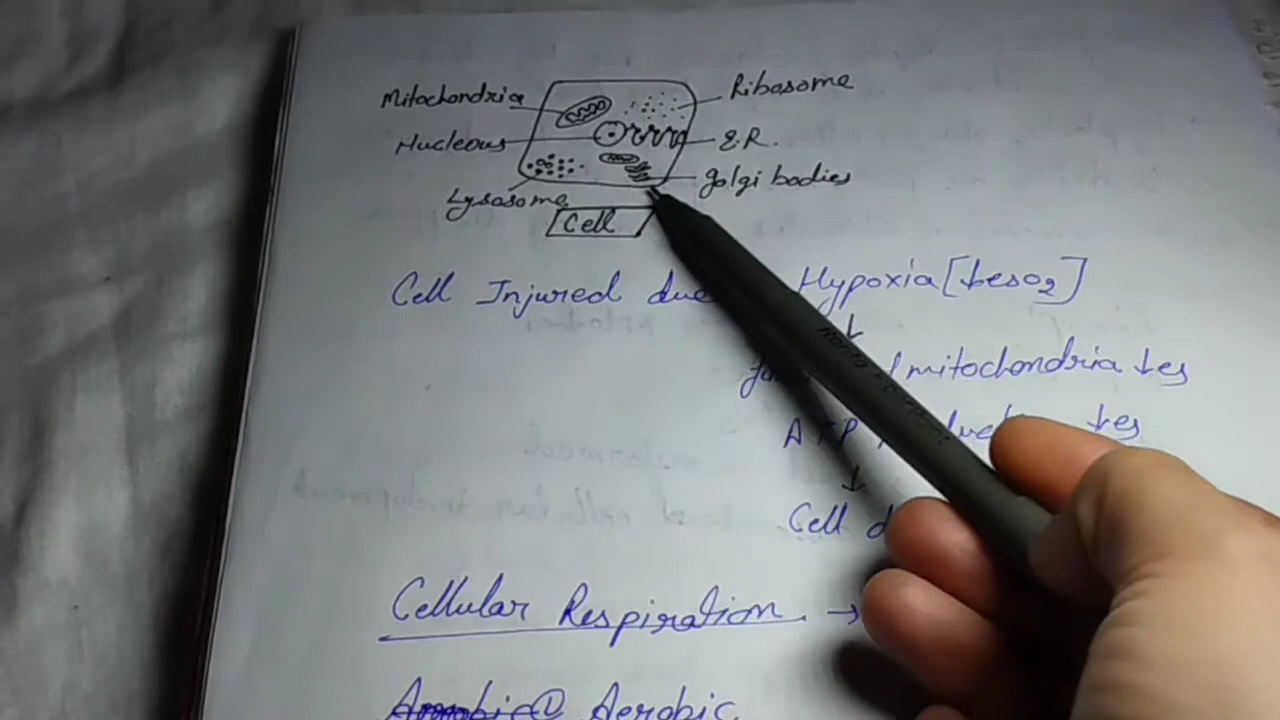 Mitochondria
Ribosome
Nucleous
E.R.
Golgi bodies
Lysosome
Cell
Cell Injured due Hypoxia [↓es O2]
↓
mitochondria ↓es
ATP ↓es
↓
Cell
Cellular Respiration →
Aerobic